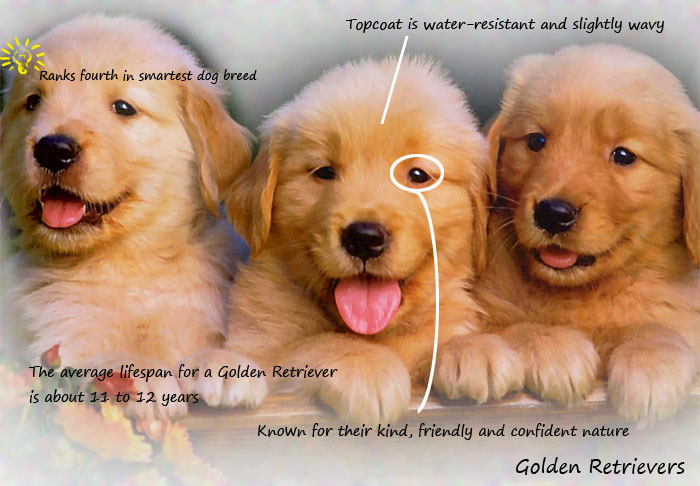 Topcoat is water-resistant and slightly wavy
Ranks fourth in smartest dog breed
The average lifespan for a Golden Retriever
is about 11 to 12 years
Known for their kind, friendly and confident nature
Golden Retrievers